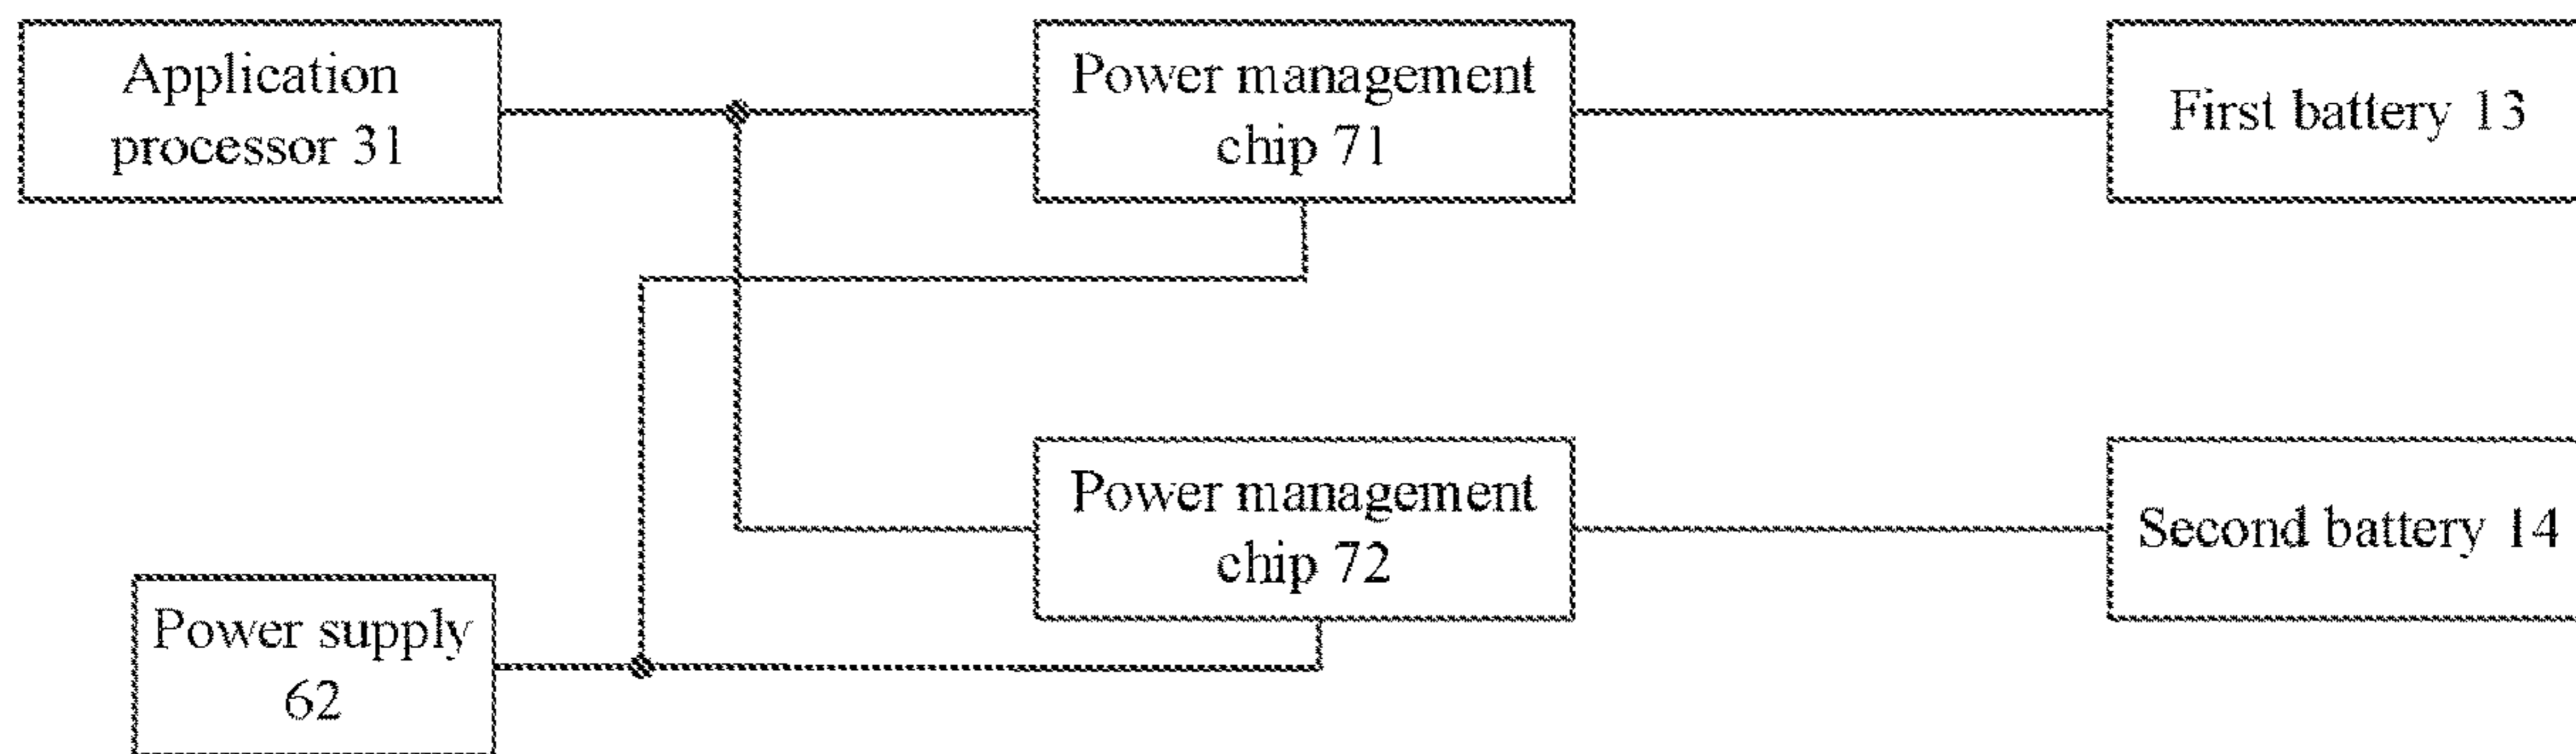 Application
processor 31
Power management
chip 71
First battery 13
Power management
chip 72
Second battery 14
Power supply
62